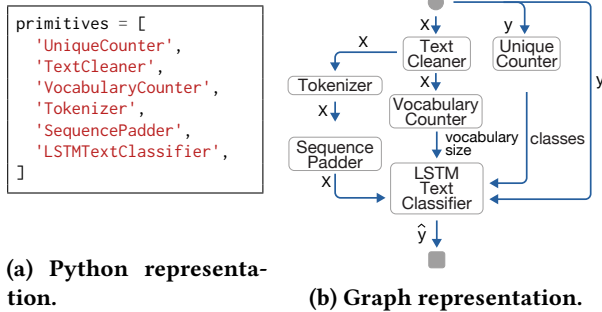 primitives = [
'UniqueCounter',
'TextCleaner',
'VocabularyCounter',
'Tokenizer',
'SequencePadder',
'LSTMTextClassifier',
]
(a) Python representa-
tion.
X
y
X
Text
Cleaner
Unique
Counter
y
Tokenizer
X
X
Vocabulary
Counter
Sequence
Padder
vocabulary
size
classes
X
LSTM
Text
Classifier
ŷ
(b) Graph representation.